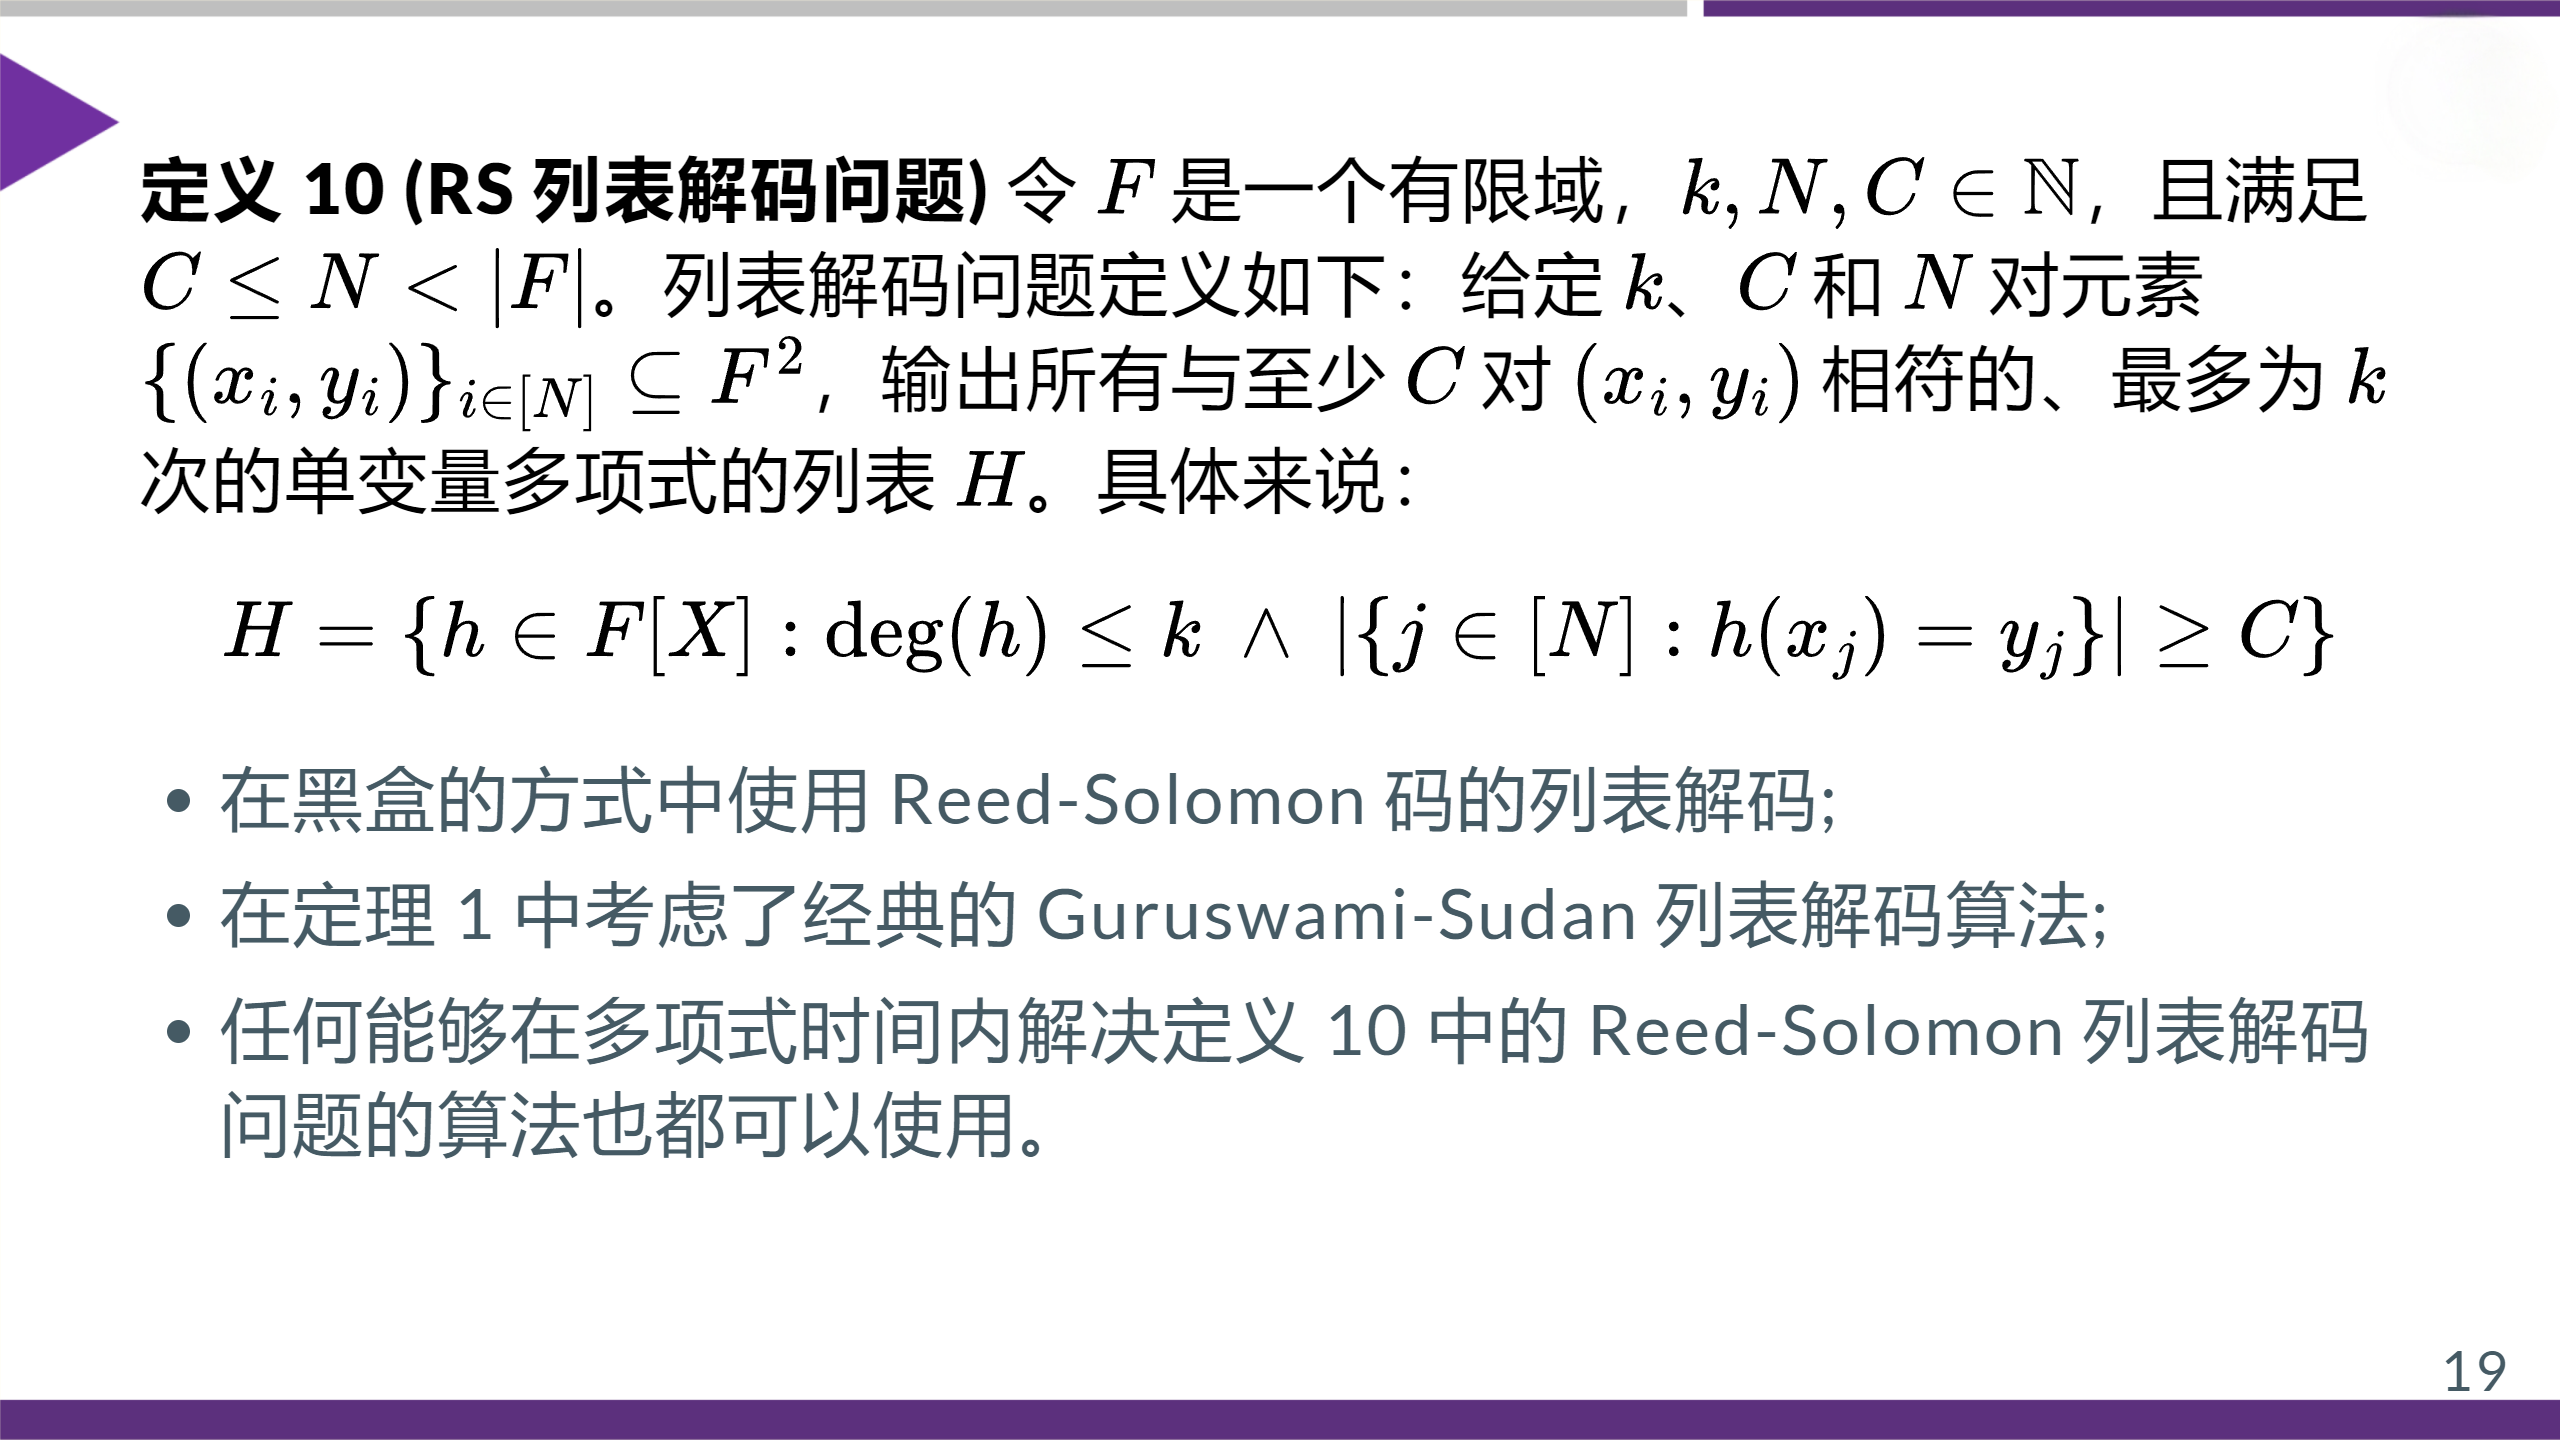 定义 10 (RS 列表解码问题) 令 F 是一个有限域，k, N, C ∈ ℕ，且满足
C ≤ N < |F|。列表解码问题定义如下：给定 k、C 和 N 对元素
{(x_i, y_i)}_{i∈[N]} ⊆ F^2，输出所有与至少 C 对 (x_i, y_i) 相符的、最多为 k
次的单变量多项式的列表 H。具体来说：
H = {h ∈ F[X] : deg(h) ≤ k ∧ |{j ∈ [N] : h(x_j) = y_j}| ≥ C}
• 在黑盒的方式中使用 Reed-Solomon 码的列表解码;
• 在定理 1 中考虑了经典的 Guruswami-Sudan 列表解码算法;
• 任何能够在多项式时间内解决定义 10 中的 Reed-Solomon 列表解码
问题的算法也都可以使用。
19